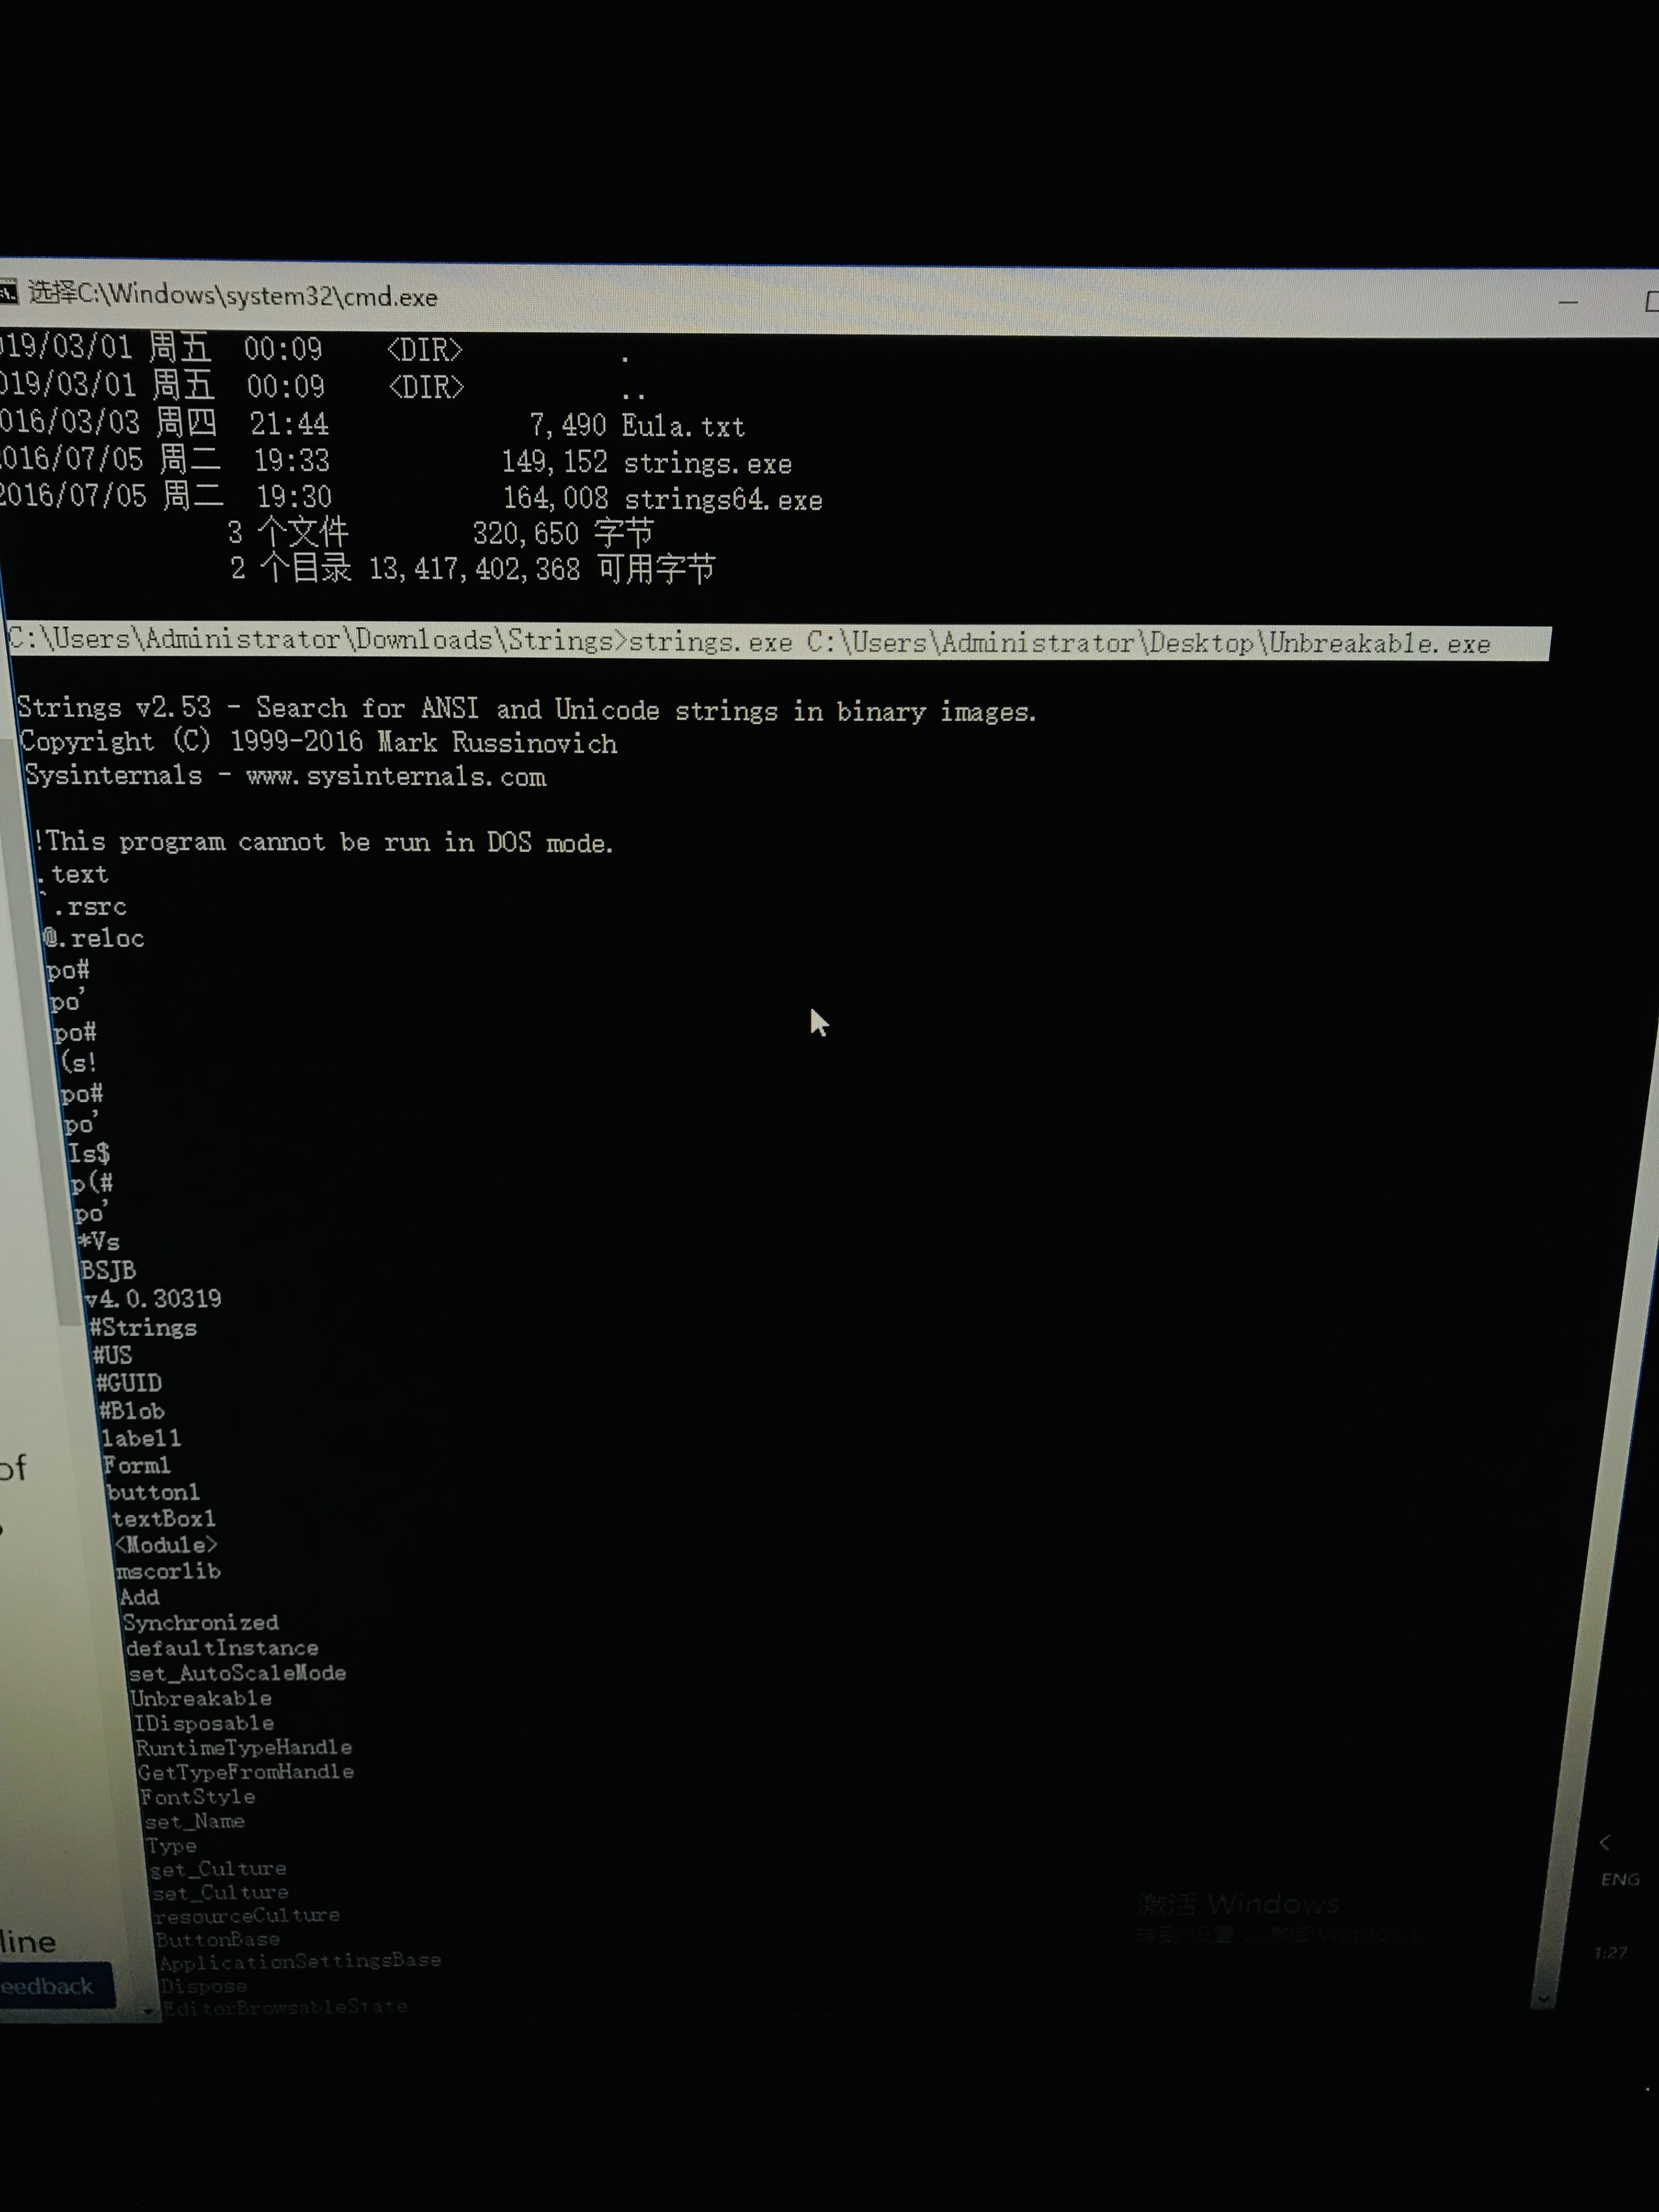 选择C:\Windows\system32\cmd.exe
019/03/01 周五 00:09 <DIR> .
019/03/01 周五 00:09 <DIR> ..
016/03/03 周四 21:44 7,490 Eula.txt
016/07/05 周二 19:33 149,152 strings.exe
2016/07/05 周二 19:30 164,008 strings64.exe
3 个文件 320,650 字节
2 个目录 13,417,402,368 可用字节
C:\Users\Administrator\Downloads\Strings>strings.exe C:\Users\Administrator\Desktop\Unbreakable.exe
Strings v2.53 - Search for ANSI and Unicode strings in binary images.
Copyright (C) 1999-2016 Mark Russinovich
Sysinternals - www.sysinternals.com
!This program cannot be run in DOS mode.
.text
`.rsrc
@.reloc
po#
po'
po#
(s!
po#
po'
Is$
p(#
po'
*Vs
BSJB
v4.0.30319
#Strings
#US
#GUID
#Blob
label1
Form1
button1
textBox1
<Module>
mscorlib
Add
Synchronized
defaultInstance
set_AutoScaleMode
Unbreakable
IDisposable
RuntimeTypeHandle
GetTypeFromHandle
FontStyle
set_Name
Type
get_Culture
set_Culture
resourceCulture
ButtonBase
ApplicationSettingsBase
Dispose
EditorBrowsableState
of
line
eedback
激活 Windows
ENG
1:27